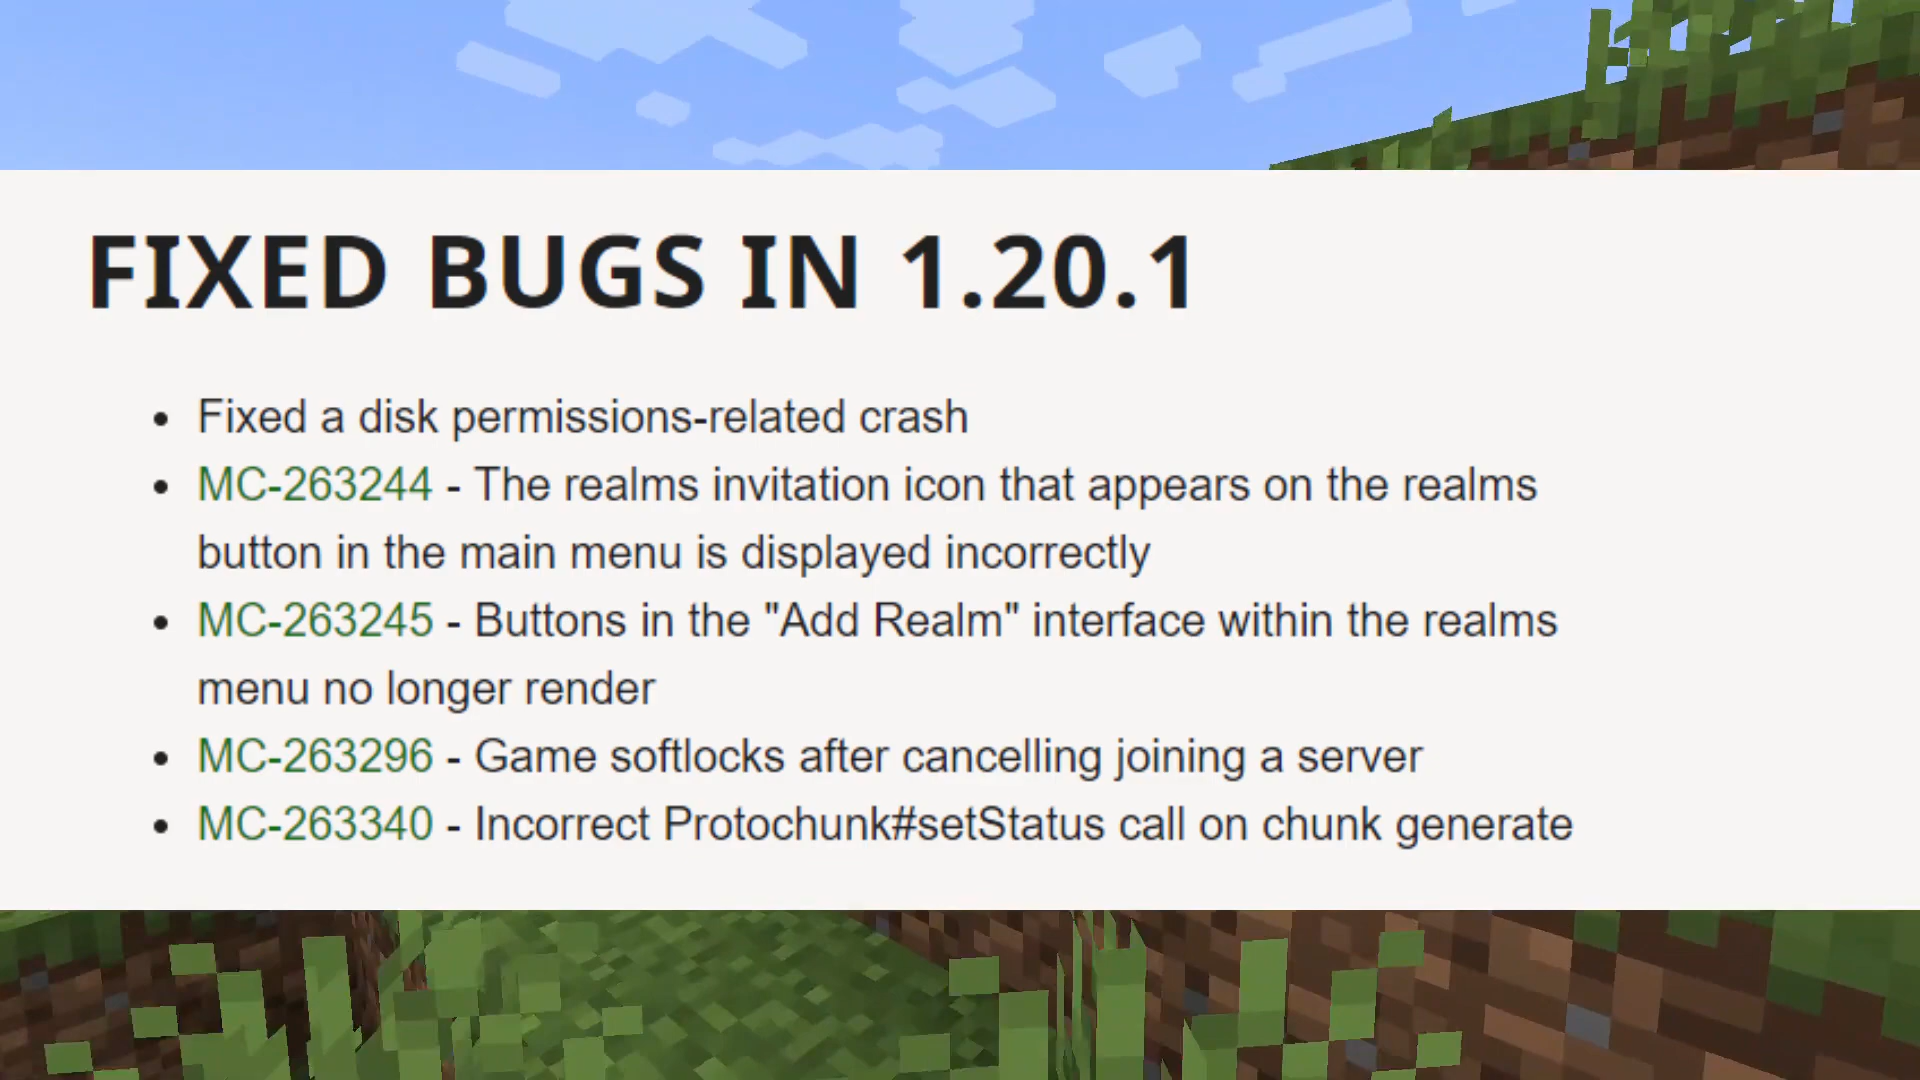 FIXED BUGS IN 1.20.1
• Fixed a disk permissions-related crash
• MC-263244 - The realms invitation icon that appears on the realms
button in the main menu is displayed incorrectly
• MC-263245 - Buttons in the "Add Realm" interface within the realms
menu no longer render
• MC-263296 - Game softlocks after cancelling joining a server
• MC-263340 - Incorrect Protochunk#setStatus call on chunk generate